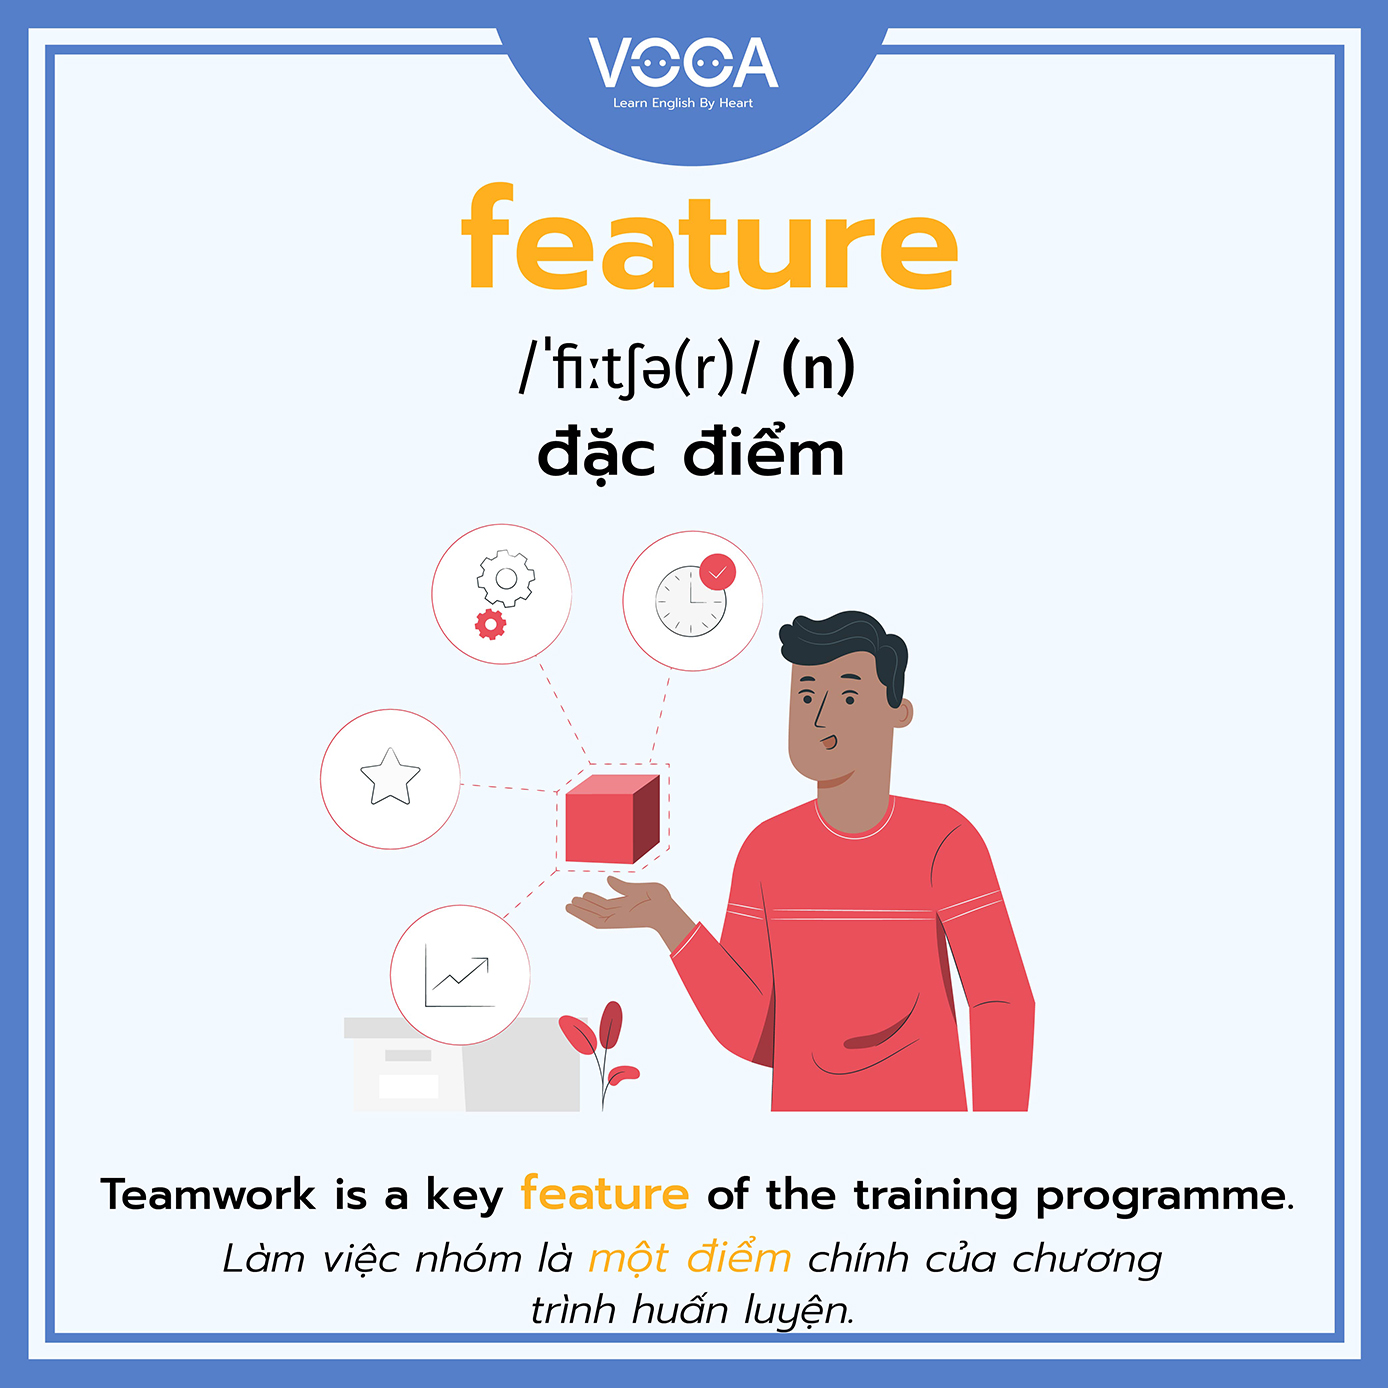 VOCA
Learn English By Heart
feature
/ˈfiːtʃə(r)/ (n)
đặc điểm
Teamwork is a key feature of the training programme.
Làm việc nhóm là một điểm chính của chương
trình huấn luyện.